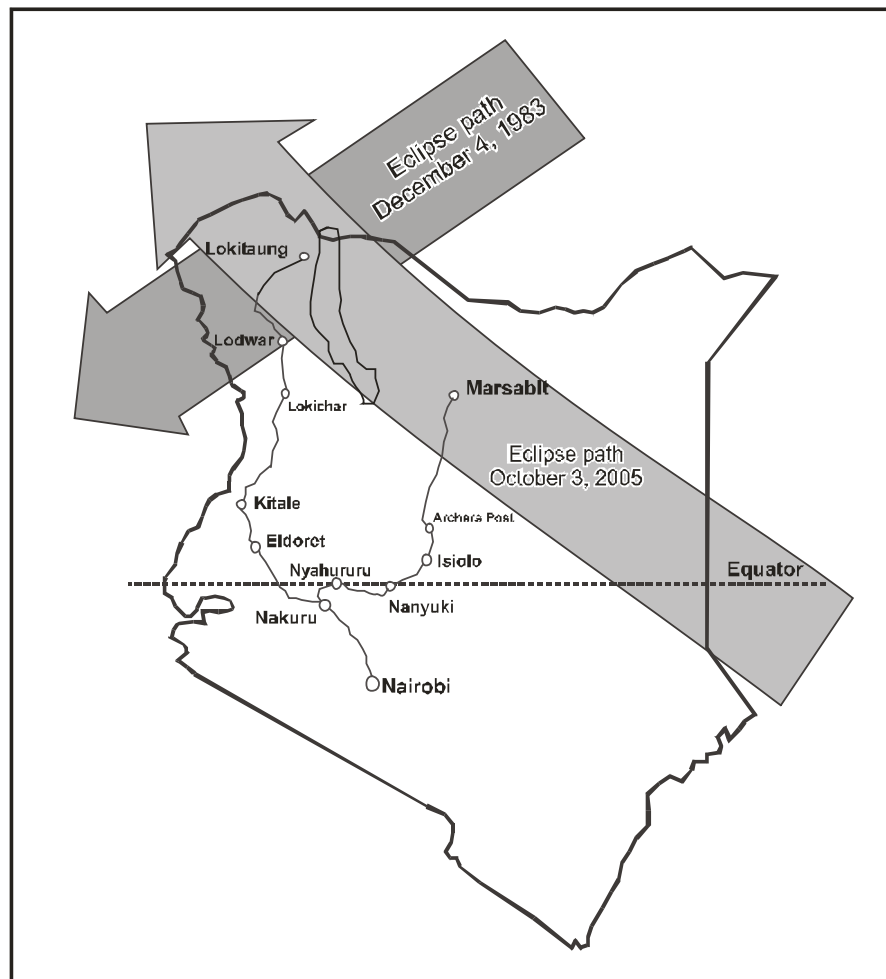 Eclipse path
December 4, 1983
Lokitaung
Lodwar
Lokichar
Marsabit
Eclipse path
October 3, 2005
Kitale
Archera Post
Eldoret
Isiolo
Nyahururu
Equator
Nakuru
Nanyuki
Nairobi